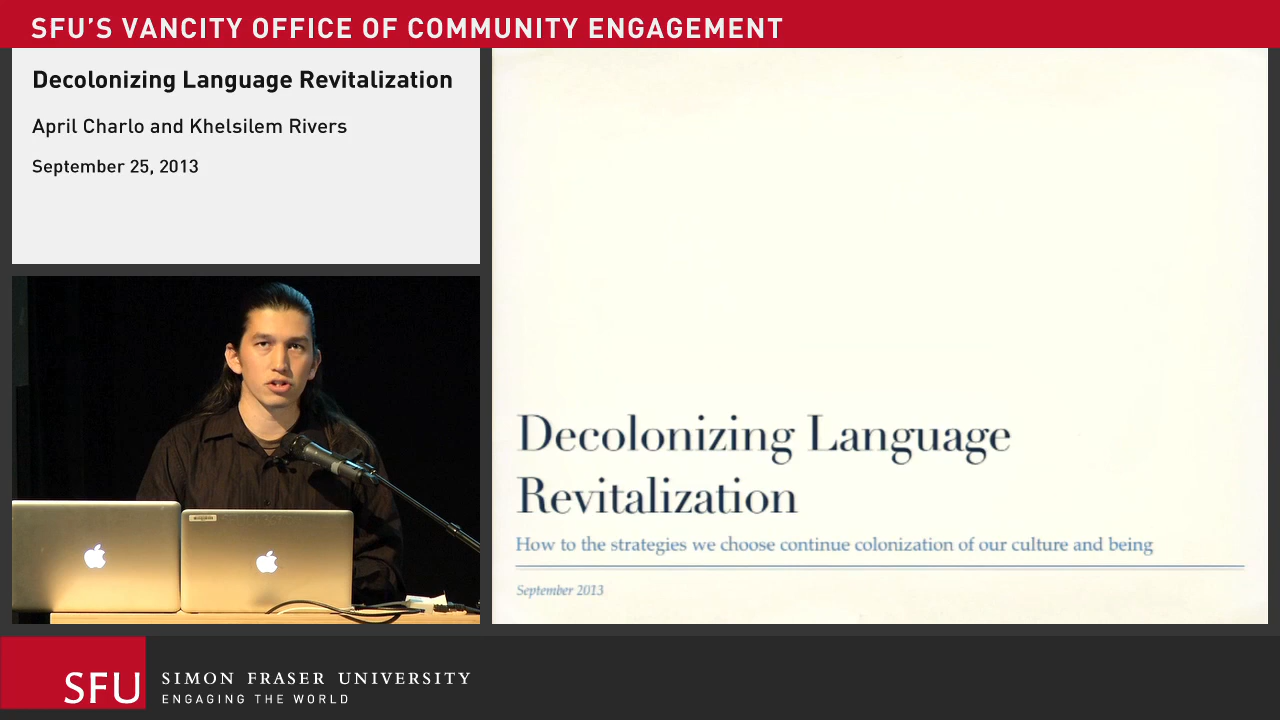 SFU'S VANCITY OFFICE OF COMMUNITY ENGAGEMENT
Decolonizing Language Revitalization
April Charlo and Khelsilem Rivers
September 25, 2013
Decolonizing Language
Revitalization
How to the strategies we choose continue colonization of our culture and being
September 2013
SFU
SIMON FRASER UNIVERSITY
ENGAGING THE WORLD